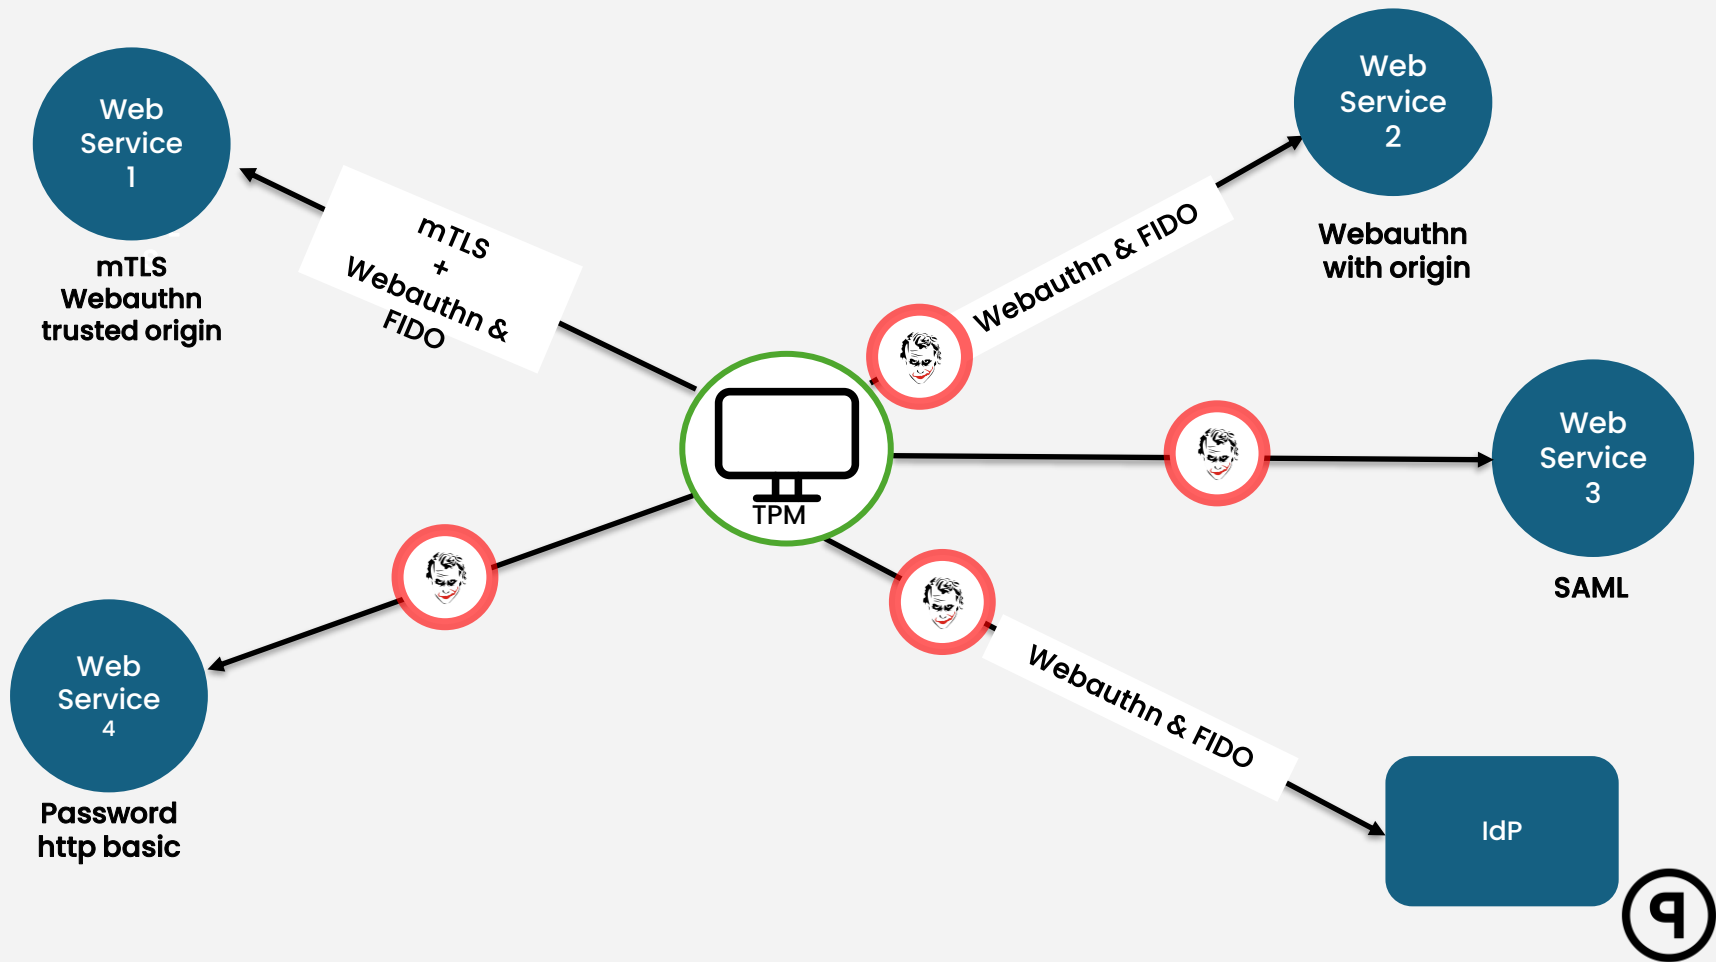 Web
Service
1
mTLS
Webauthn
trusted origin
mTLS
+
Webauthn &
FIDO
Web
Service
2
Webauthn
with origin
Webauthn & FIDO
TPM
Web
Service
3
SAML
Web
Service
4
Password
http basic
Webauthn & FIDO
IdP